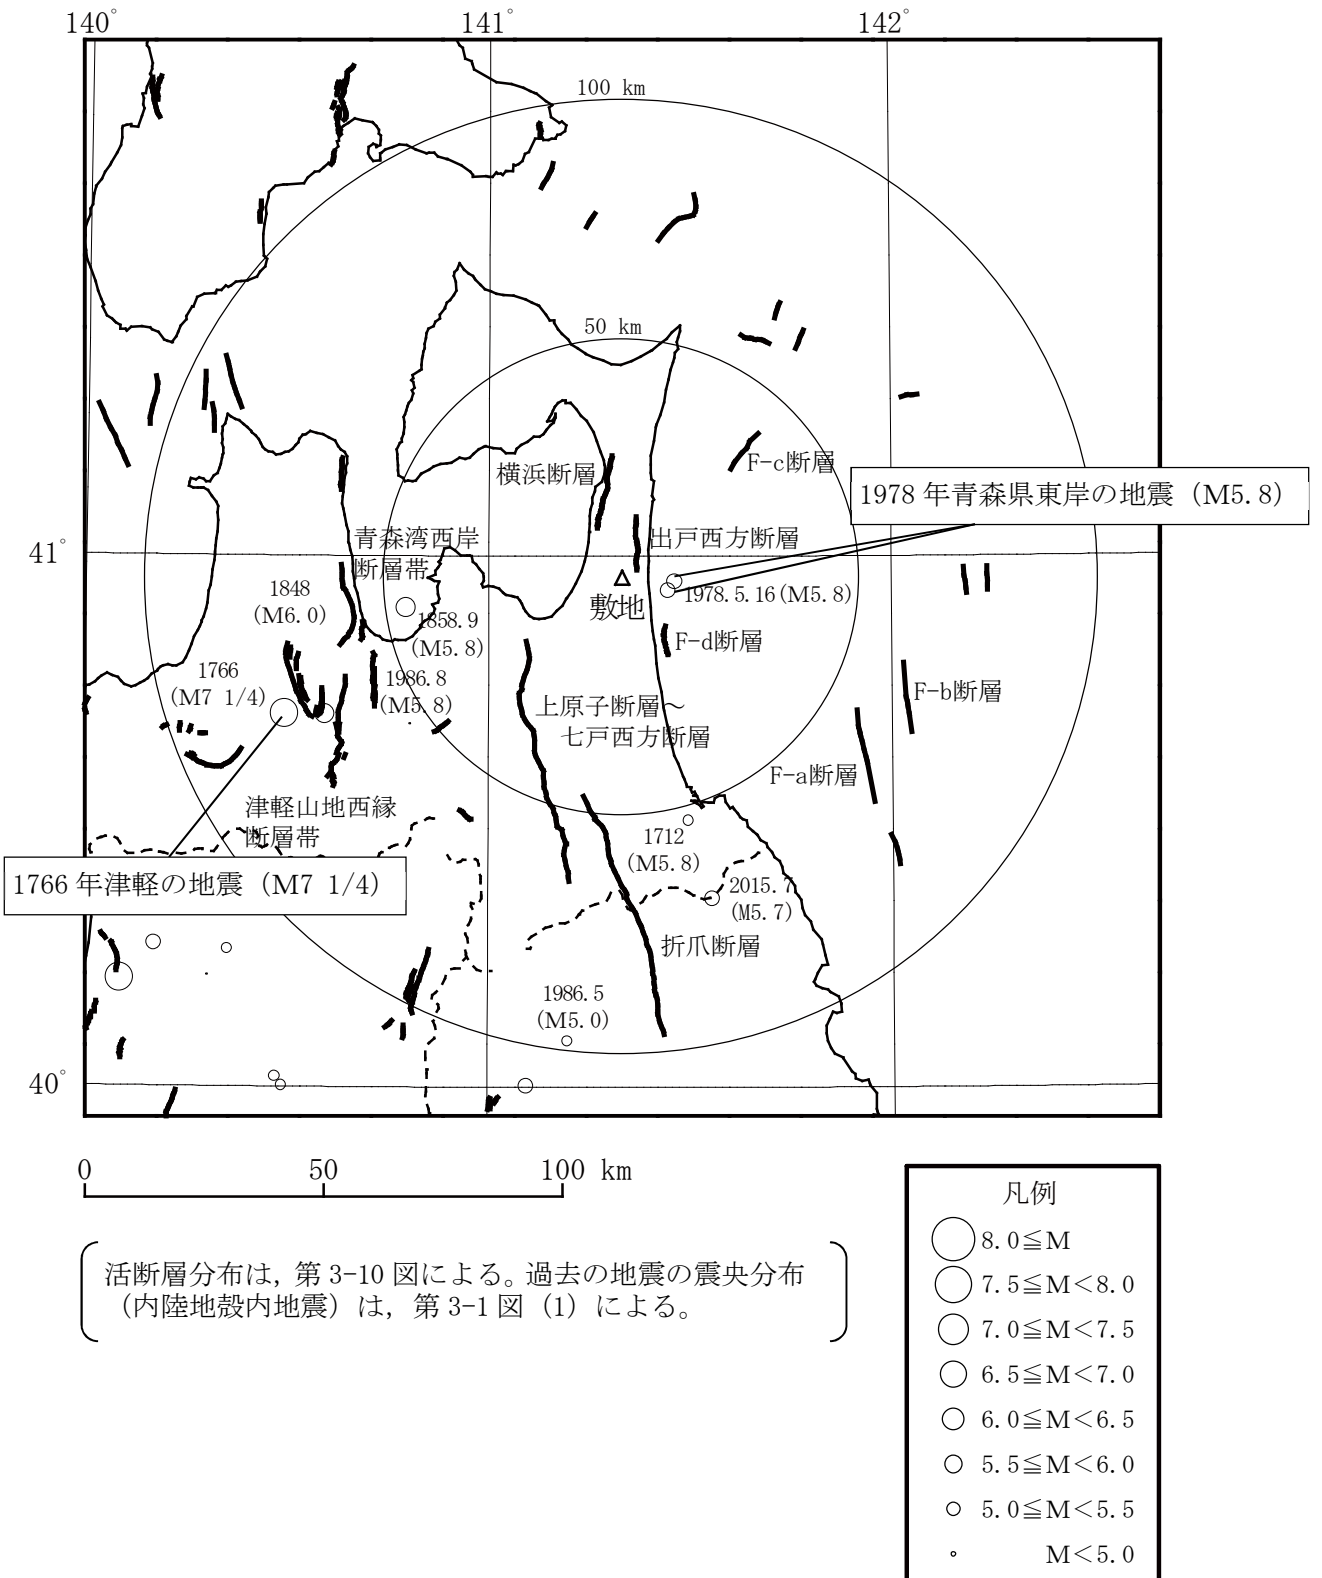 140° 141° 142°
100 km
50 km
横浜断層
F-c断層
1978 年青森県東岸の地震（M5.8）
青森湾西岸
断層帯
出戸西方断層
41°
1848
(M6.0)
敷地
1978.5.16(M5.8)
1858.9
(M5.8)
F-d断層
1766
(M7 1/4)
1986.8
(M5.8)
F-b断層
上原子断層～
七戸西方断層
F-a断層
津軽山地西縁
断層帯
1712
(M5.8)
1766 年津軽の地震（M7 1/4）
2015.7
(M5.7)
折爪断層
1986.5
(M5.0)
40°
0 50 100 km
活断層分布は，第 3-10 図による。過去の地震の震央分布
（内陸地殻内地震）は，第 3-1 図（1）による。
凡例
8.0≦M
7.5≦M＜8.0
7.0≦M＜7.5
6.5≦M＜7.0
6.0≦M＜6.5
5.5≦M＜6.0
5.0≦M＜5.5
M＜5.0